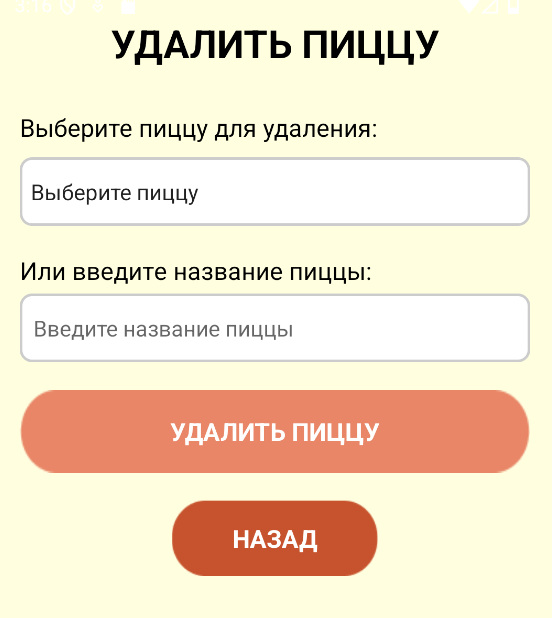 УДАЛИТЬ ПИЦЦУ
Выберите пиццу для удаления:
Выберите пиццу
Или введите название пиццы:
Введите название пиццы
УДАЛИТЬ ПИЦЦУ
НАЗАД